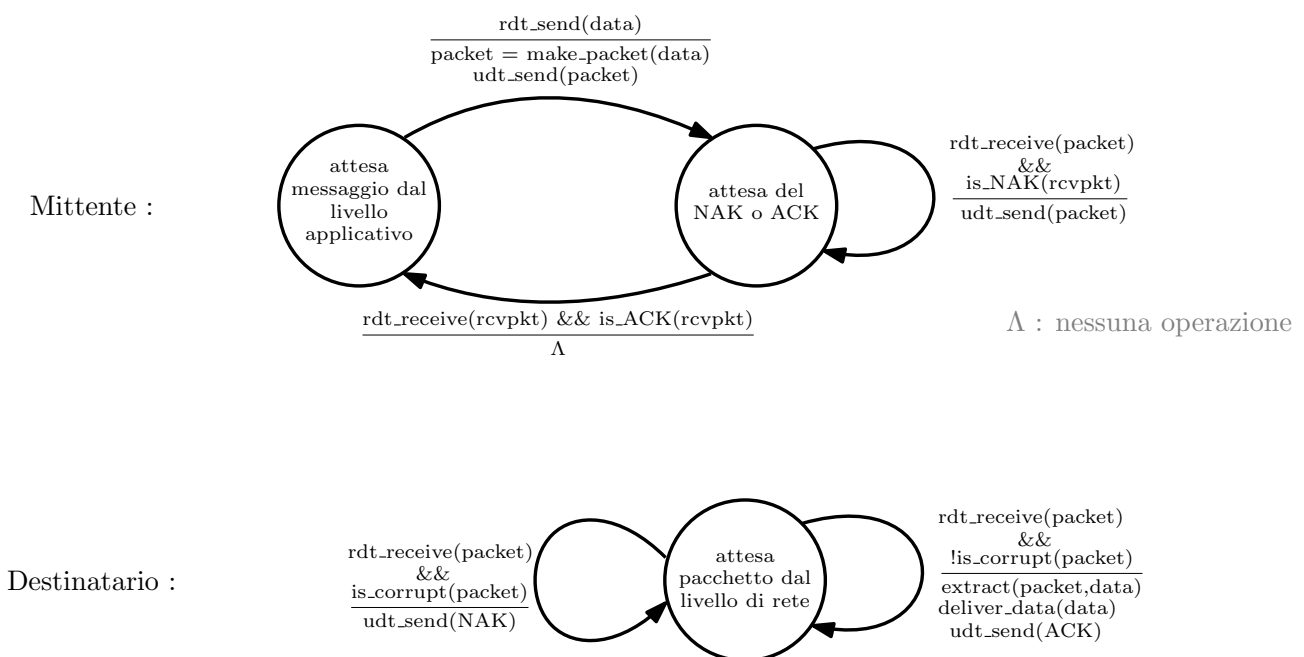 rdt_send(data)
packet = make_packet(data)
udt_send(packet)
Mittente :
attesa
messaggio dal
livello
applicativo
attesa del
NAK o ACK
rdt_receive(packet)
&&
is_NAK(rcvpkt)
udt_send(packet)
rdt_receive(rcvpkt) && is_ACK(rcvpkt)
Λ
Λ : nessuna operazione
Destinatario :
rdt_receive(packet)
&&
is_corrupt(packet)
udt_send(NAK)
attesa
pacchetto dal
livello di rete
rdt_receive(packet)
&&
!is_corrupt(packet)
extract(packet,data)
deliver_data(data)
udt_send(ACK)